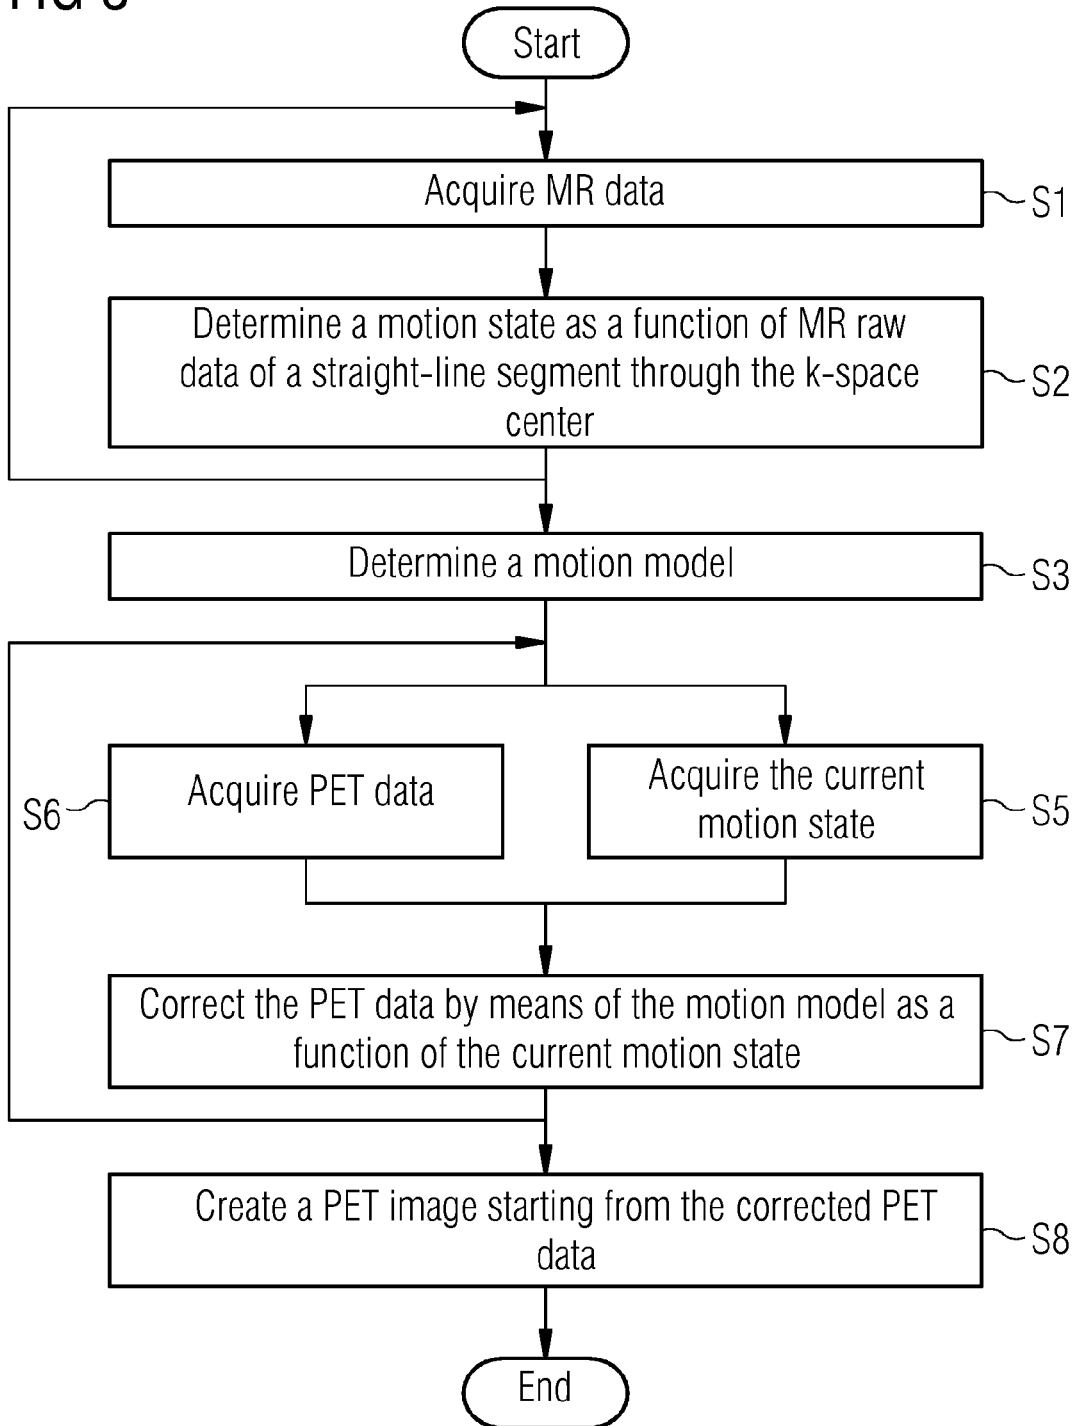 Start
Acquire MR data
S1
Determine a motion state as a function of MR raw
data of a straight-line segment through the k-space
center
S2
Determine a motion model
S3
Acquire PET data
S6
Acquire the current
motion state
S5
Correct the PET data by means of the motion model as a
function of the current motion state
S7
Create a PET image starting from the corrected PET
data
S8
End